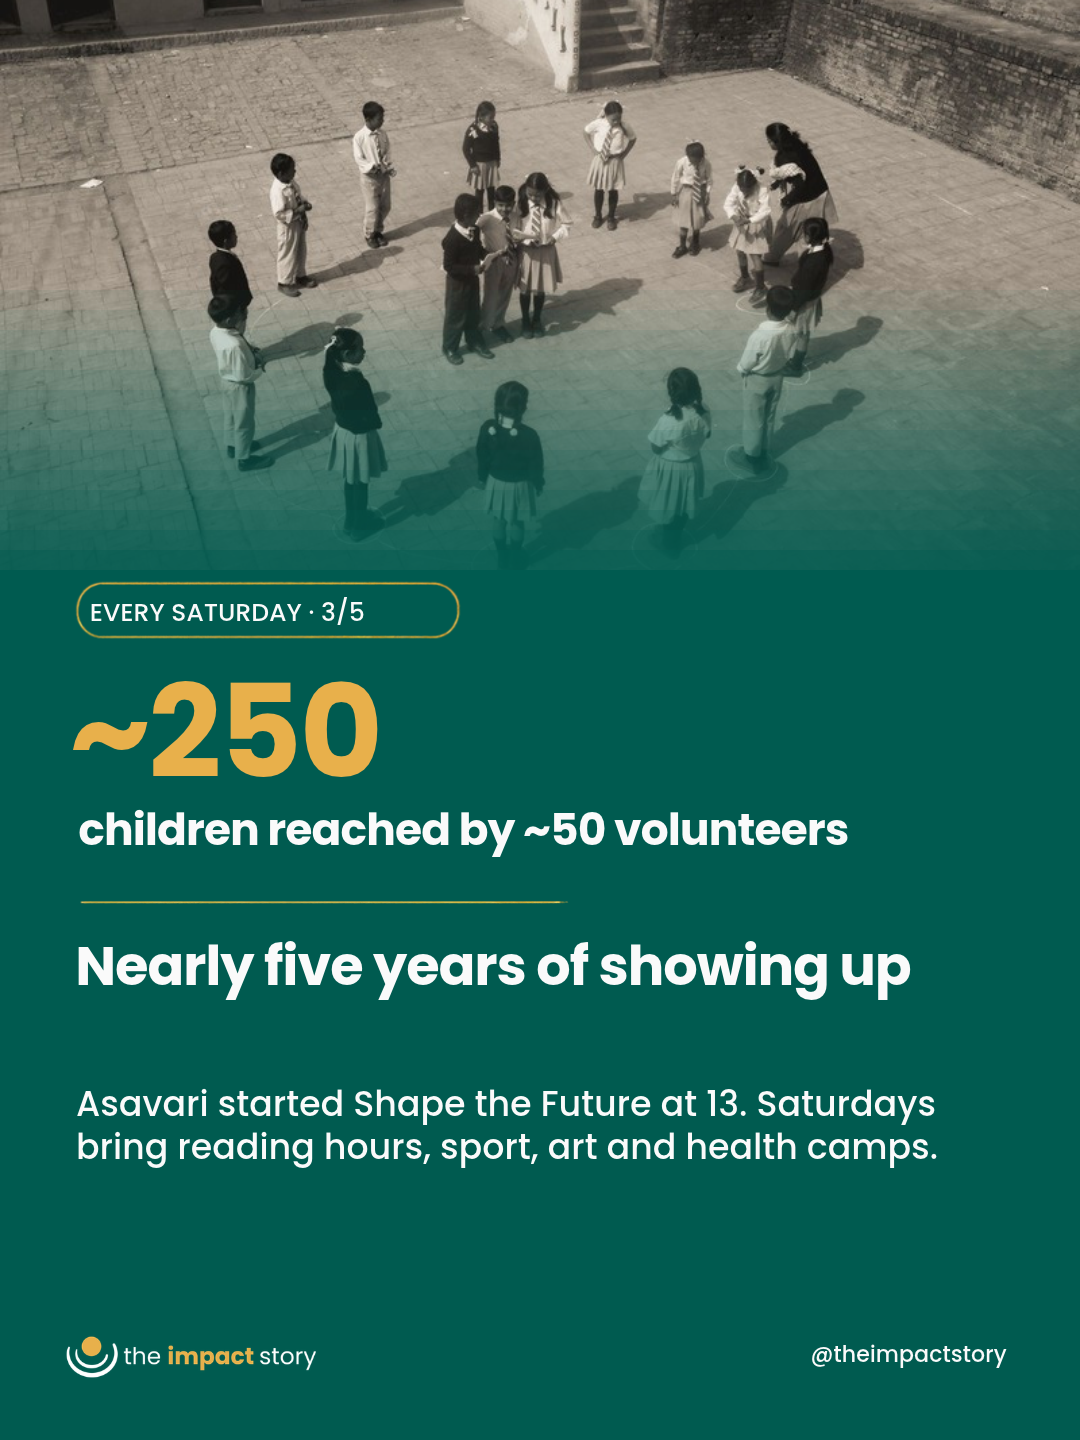 EVERY SATURDAY · 3/5
~250
children reached by ~50 volunteers
Nearly five years of showing up
Asavari started Shape the Future at 13. Saturdays
bring reading hours, sport, art and health camps.
the impact story
@theimpactstory